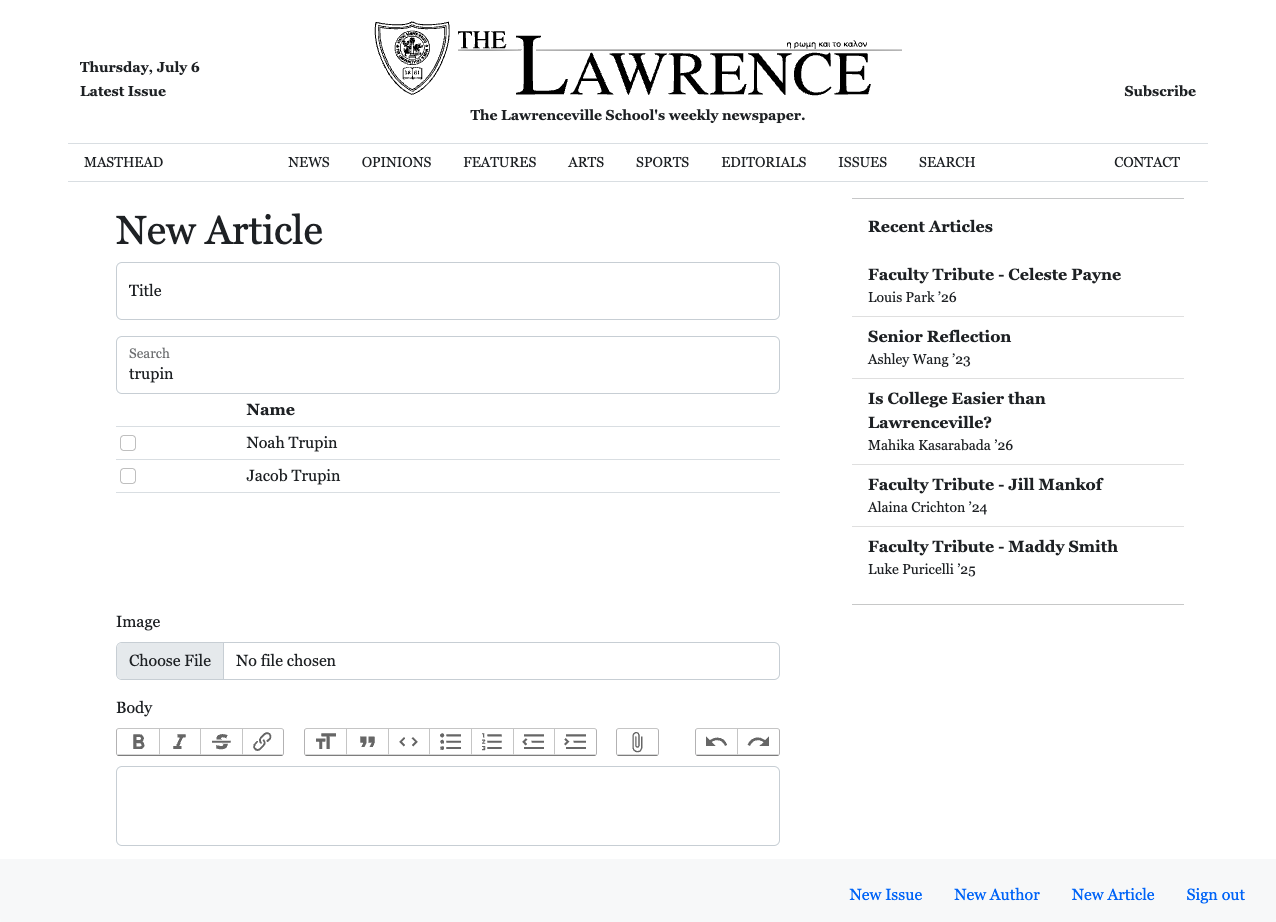 Thursday, July 6
Latest Issue
THE LAWRENCE
η ρωμη και το καλον
The Lawrenceville School's weekly newspaper.
Subscribe
MASTHEAD NEWS OPINIONS FEATURES ARTS SPORTS EDITORIALS ISSUES SEARCH CONTACT
New Article
Title
Search
trupin
Name
Noah Trupin
Jacob Trupin
Image
Choose File No file chosen
Body
Recent Articles
Faculty Tribute - Celeste Payne
Louis Park ’26
Senior Reflection
Ashley Wang ’23
Is College Easier than
Lawrenceville?
Mahika Kasarabada ’26
Faculty Tribute - Jill Mankof
Alaina Crichton ’24
Faculty Tribute - Maddy Smith
Luke Puricelli ’25
New Issue New Author New Article Sign out